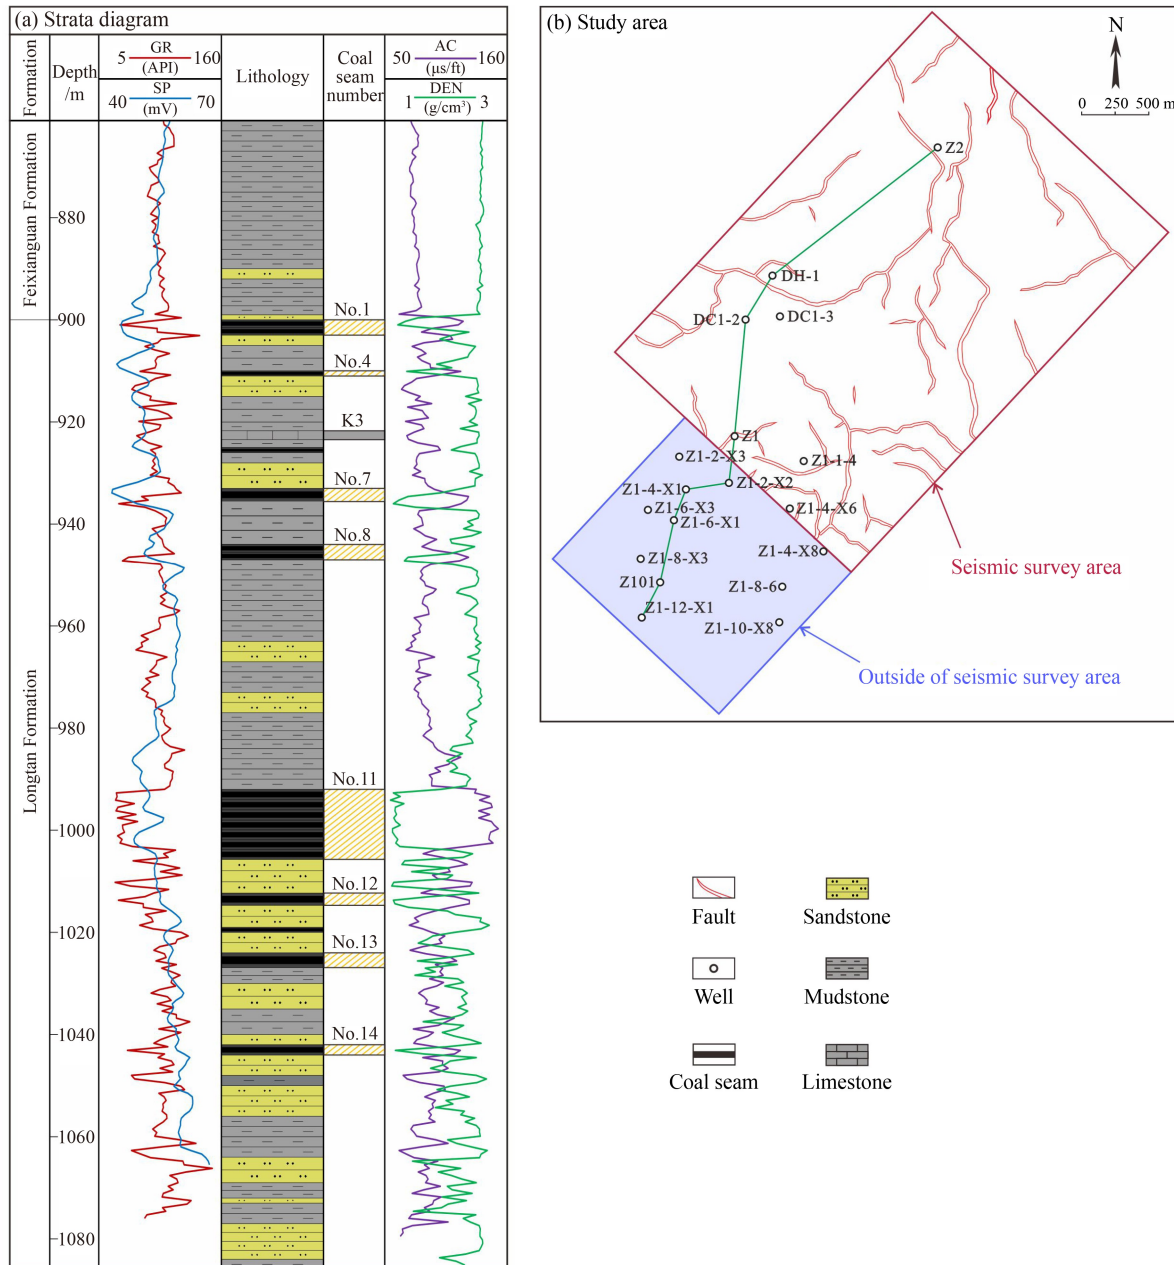 (a) Strata diagram
Formation
Depth
/m
5 GR 160
(API)
40 SP 70
(mV)
Lithology
Coal
seam
number
50 AC 160
(μs/ft)
1 DEN 3
(g/cm³)
Feixianguan Formation
Longtan Formation
880
900
920
940
960
980
1000
1020
1040
1060
1080
No.1
No.4
K3
No.7
No.8
No.11
No.12
No.13
No.14
(b) Study area
N
0 250 500 m
Z2
DH-1
DC1-2
DC1-3
Z1
Z1-2-X3
Z1-1-4
Z1-4-X1
Z1-2-X2
Z1-6-X3
Z1-4-X6
Z1-6-X1
Z1-8-X3
Z1-4-X8
Z101
Z1-8-6
Z1-12-X1
Z1-10-X8
Seismic survey area
Outside of seismic survey area
Fault
Sandstone
Well
Mudstone
Coal seam
Limestone